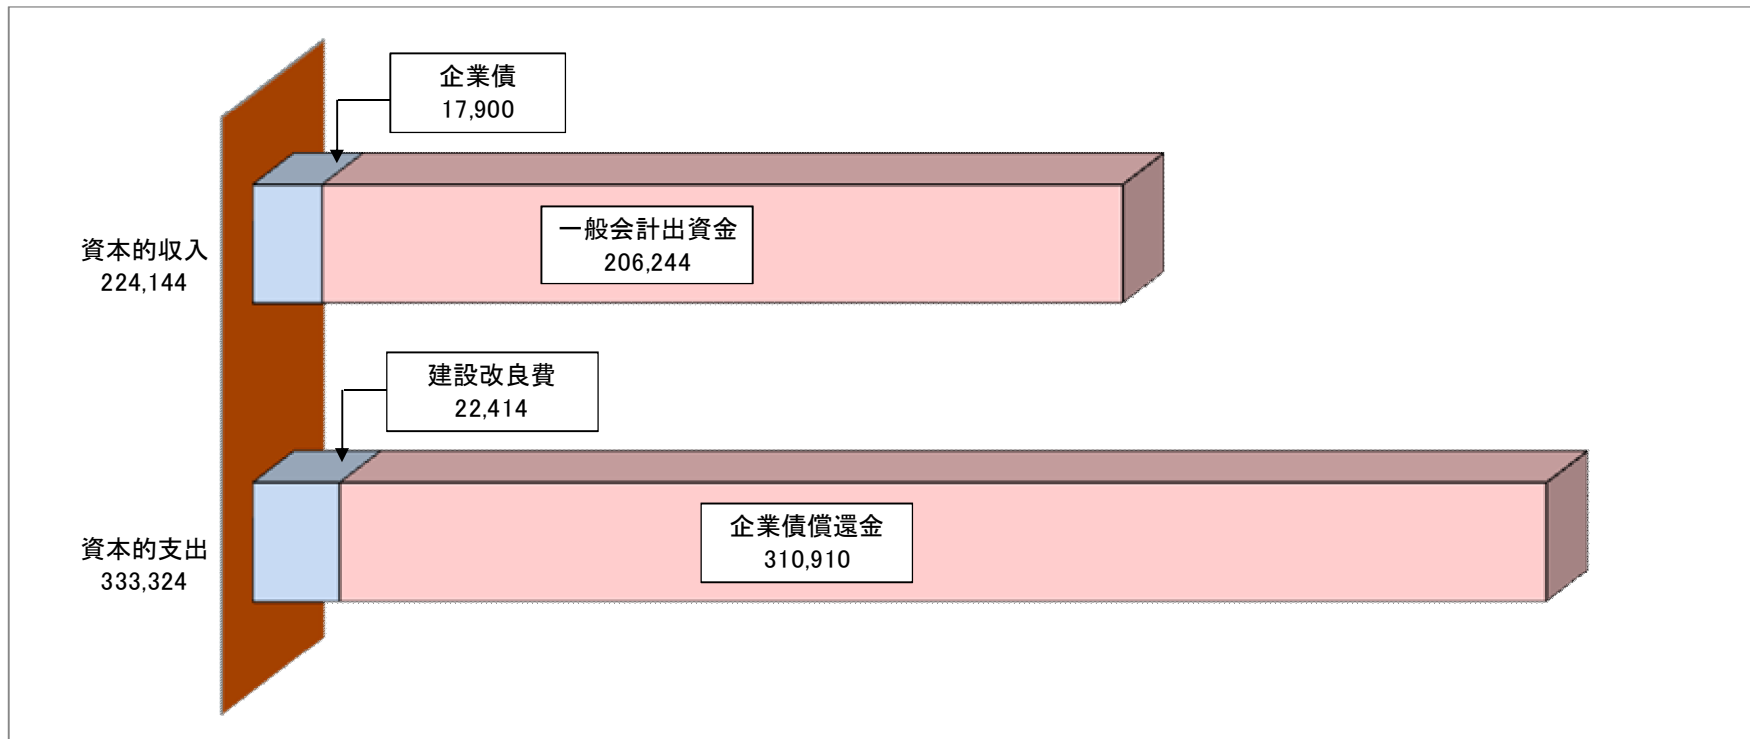 企業債
17,900
資本的収入
224,144
一般会計出資金
206,244
建設改良費
22,414
資本的支出
333,324
企業債償還金
310,910